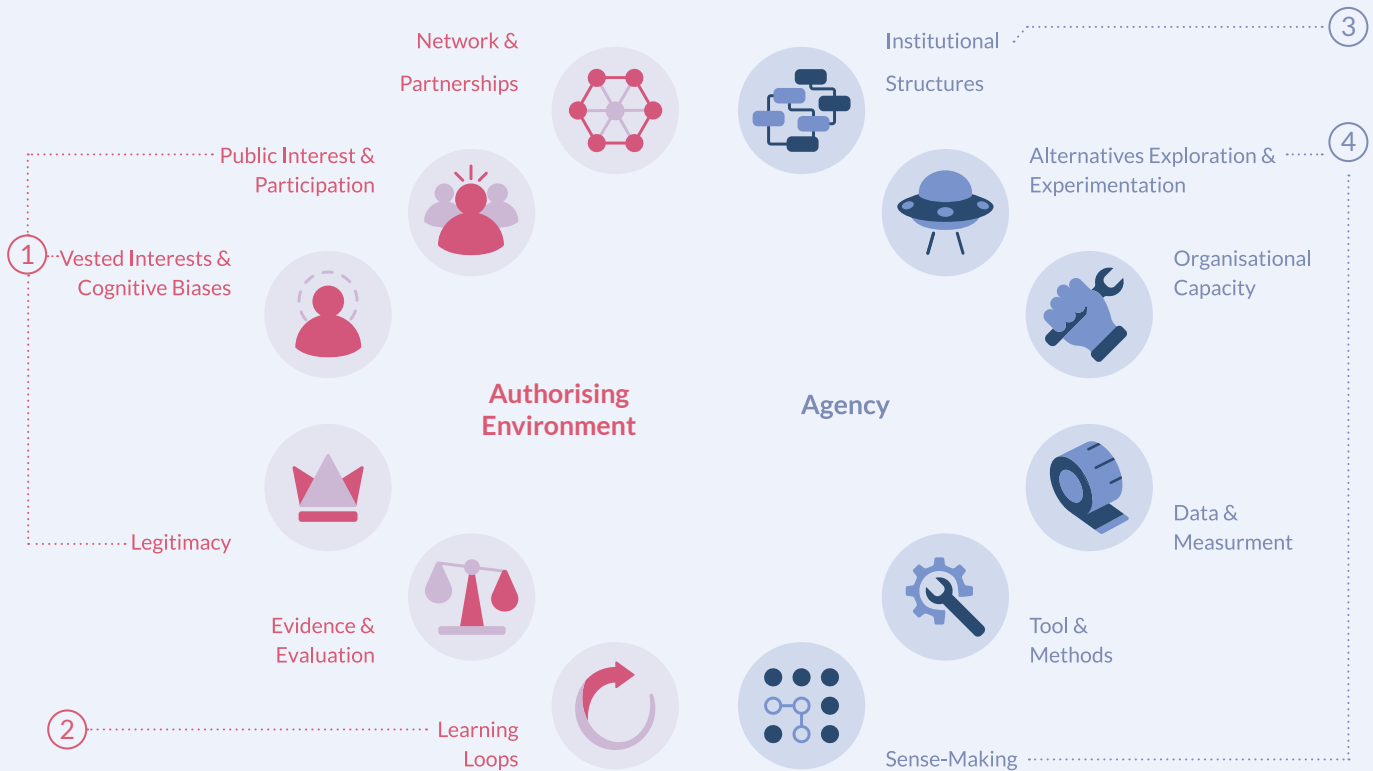 Network &
Partnerships
Institutional
Structures
3
Public Interest &
Participation
Alternatives Exploration &
Experimentation
4
1
Vested Interests &
Cognitive Biases
Organisational
Capacity
Authorising
Environment
Agency
Legitimacy
Data &
Measurment
Evidence &
Evaluation
Tool &
Methods
2
Learning
Loops
Sense-Making